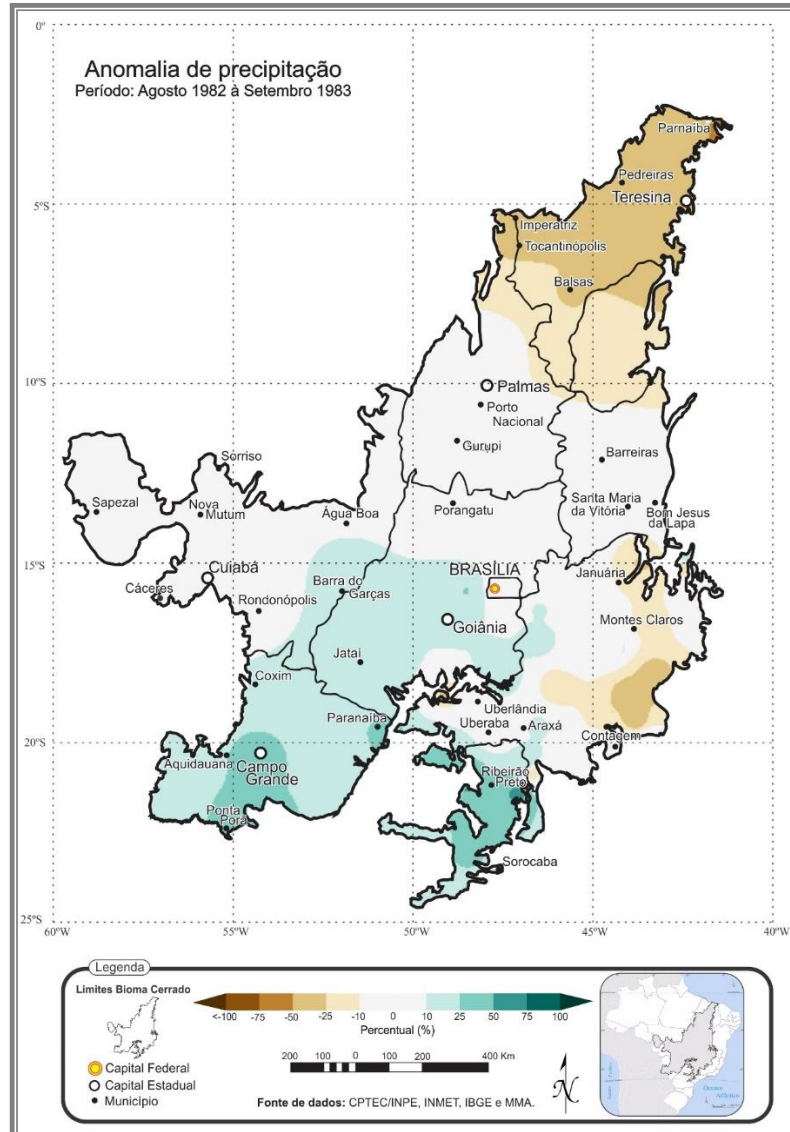 0°
Anomalia de precipitação
Período: Agosto 1982 à Setembro 1983
Parnaíba
Pedreiras
Teresina
5°S
Imperatriz
Tocantinópolis
Balsas
10°S
Palmas
Porto
Nacional
Gurupi
Barreiras
Sorriso
Sapezal
Nova
Mutum
Água Boa
Porangatu
Santa Maria
da Vitória
Bom Jesus
da Lapa
15°S
Cuiabá
Barra do
Garças
BRASÍLIA
Januária
Cáceres
Rondonópolis
Goiânia
Montes Claros
Jataí
Coxim
Paranaíba
Uberlândia
Uberaba
Araxá
Contagem
20°S
Aquidauana
Campo
Grande
Ribeirão
Preto
Ponta
Porã
Sorocaba
25°S
60°W
55°W
50°W
45°W
40°W
Legenda
Limites Bioma Cerrado
Capital Federal
Capital Estadual
Município
<-100 -75 -50 -25 -10 0 10 25 50 75 100
Percentual (%)
200 100 0 100 200 400 Km
N
Fonte de dados: CPTEC/INPE, INMET, IBGE e MMA.
Oceano
Atlântico